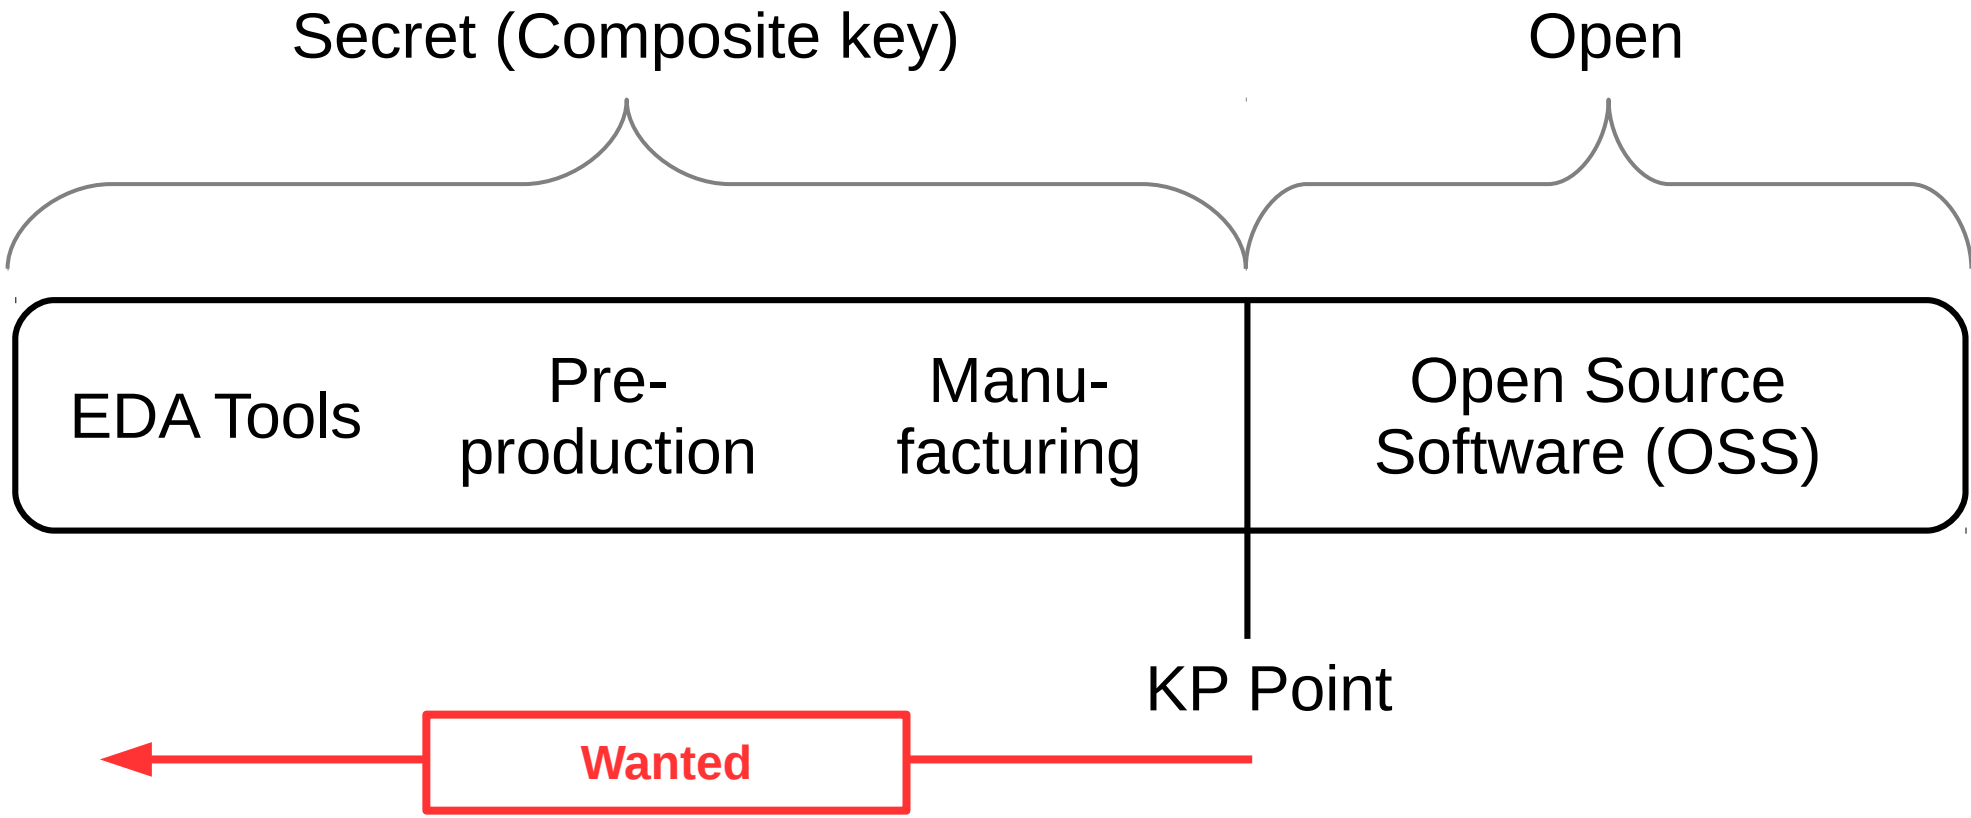 Secret (Composite key)
Open
EDA Tools
Pre-
production
Manu-
facturing
Open Source
Software (OSS)
KP Point
Wanted